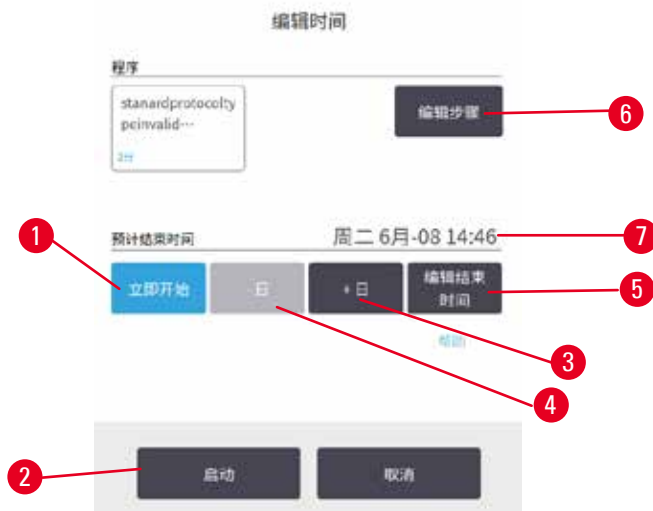 编辑时间
程序
stanardprotocolty
peinvalid…
2分
编辑步骤
6
1
预计结束时间
周二 6月-08 14:46
7
立即开始
- 日
+ 日
编辑结束
时间
5
帮助
3
4
2
启动
取消